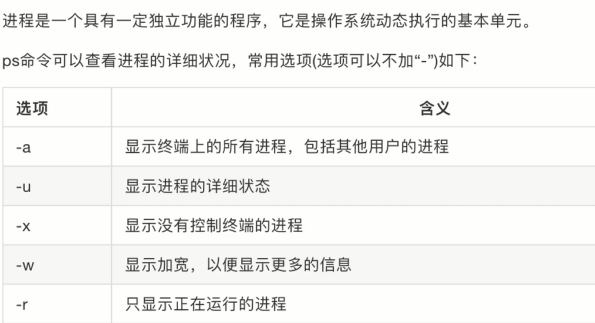 进程是一个具有一定独立功能的程序，它是操作系统动态执行的基本单元。
ps命令可以查看进程的详细状况，常用选项(选项可以不加“-”)如下：
选项 含义
-a 显示终端上的所有进程，包括其他用户的进程
-u 显示进程的详细状态
-x 显示没有控制终端的进程
-w 显示加宽，以便显示更多的信息
-r 只显示正在运行的进程